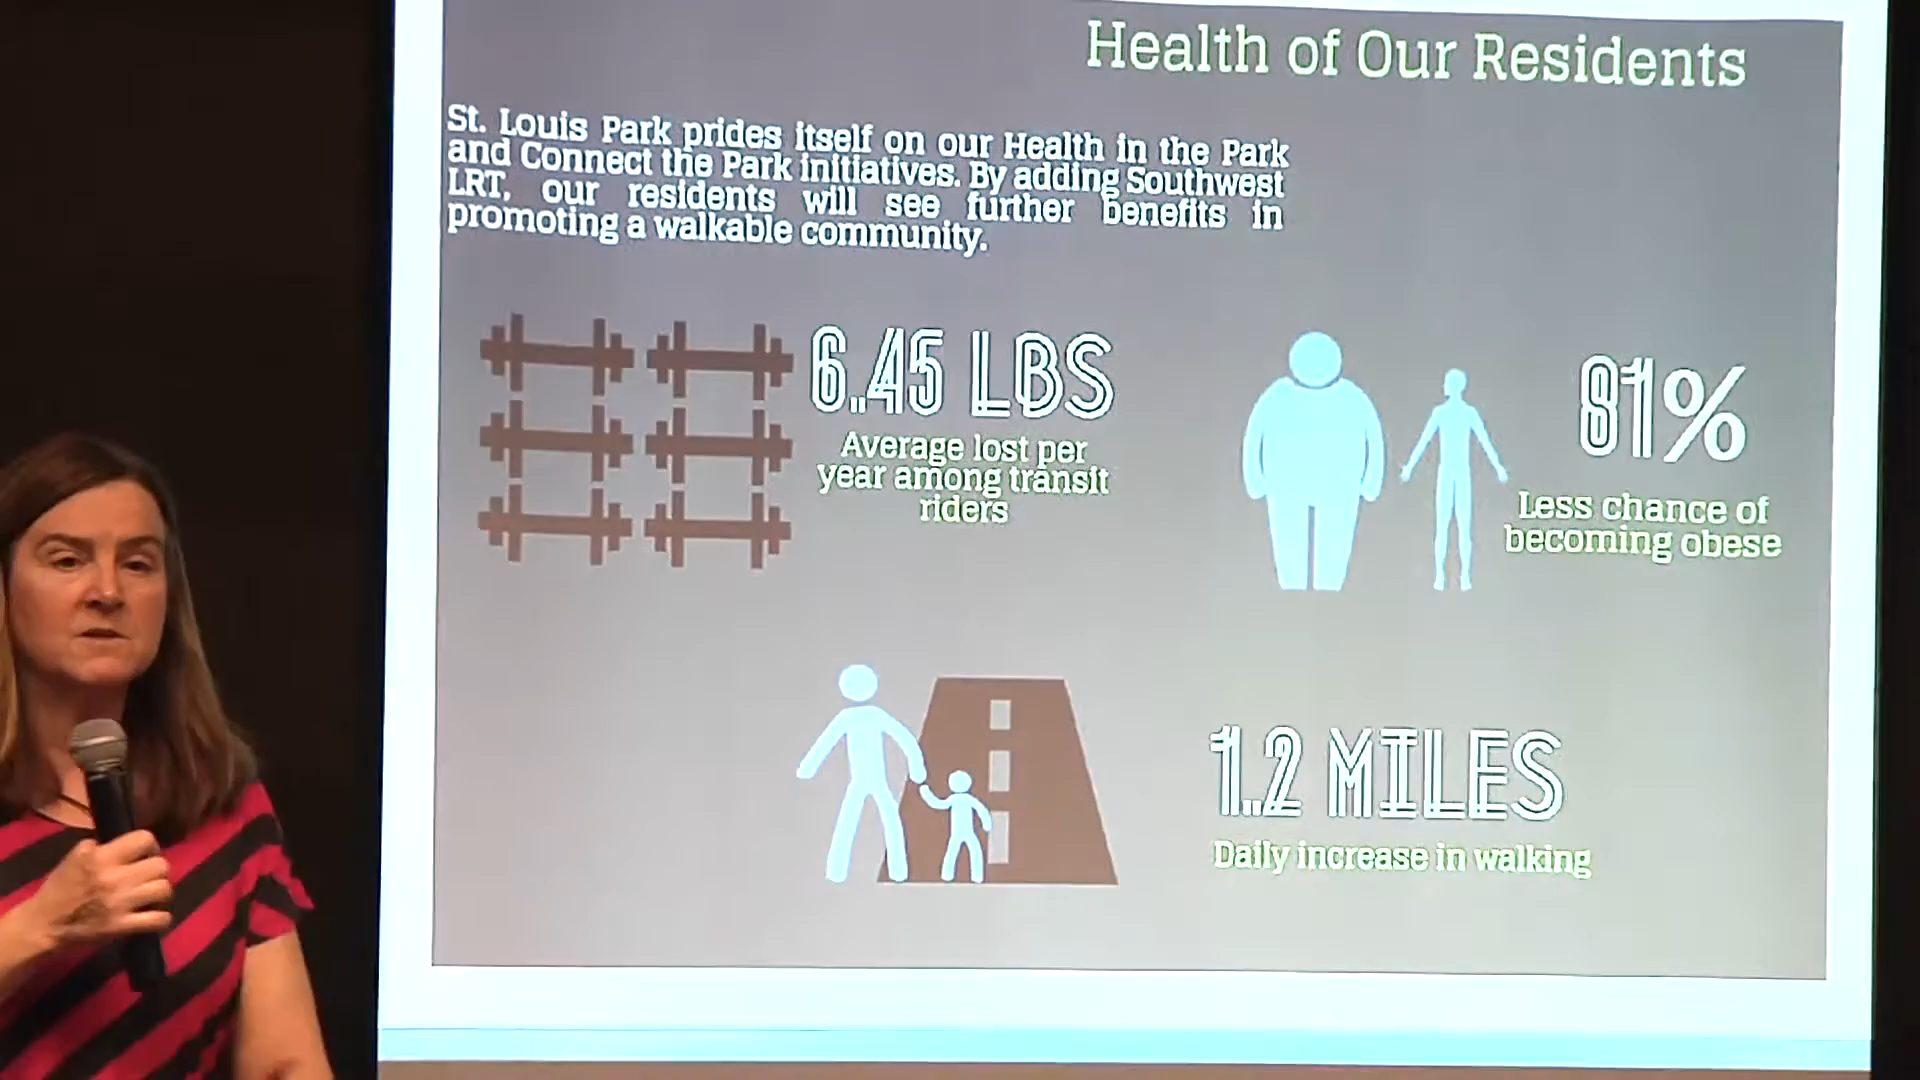 Health of Our Residents
St. Louis Park prides itself on our Health in the Park
and Connect the Park initiatives. By adding Southwest
LRT, our residents will see further benefits in
promoting a walkable community.
6.45 LBS
Average lost per
year among transit
riders
81%
Less chance of
becoming obese
1.2 MILES
Daily increase in walking